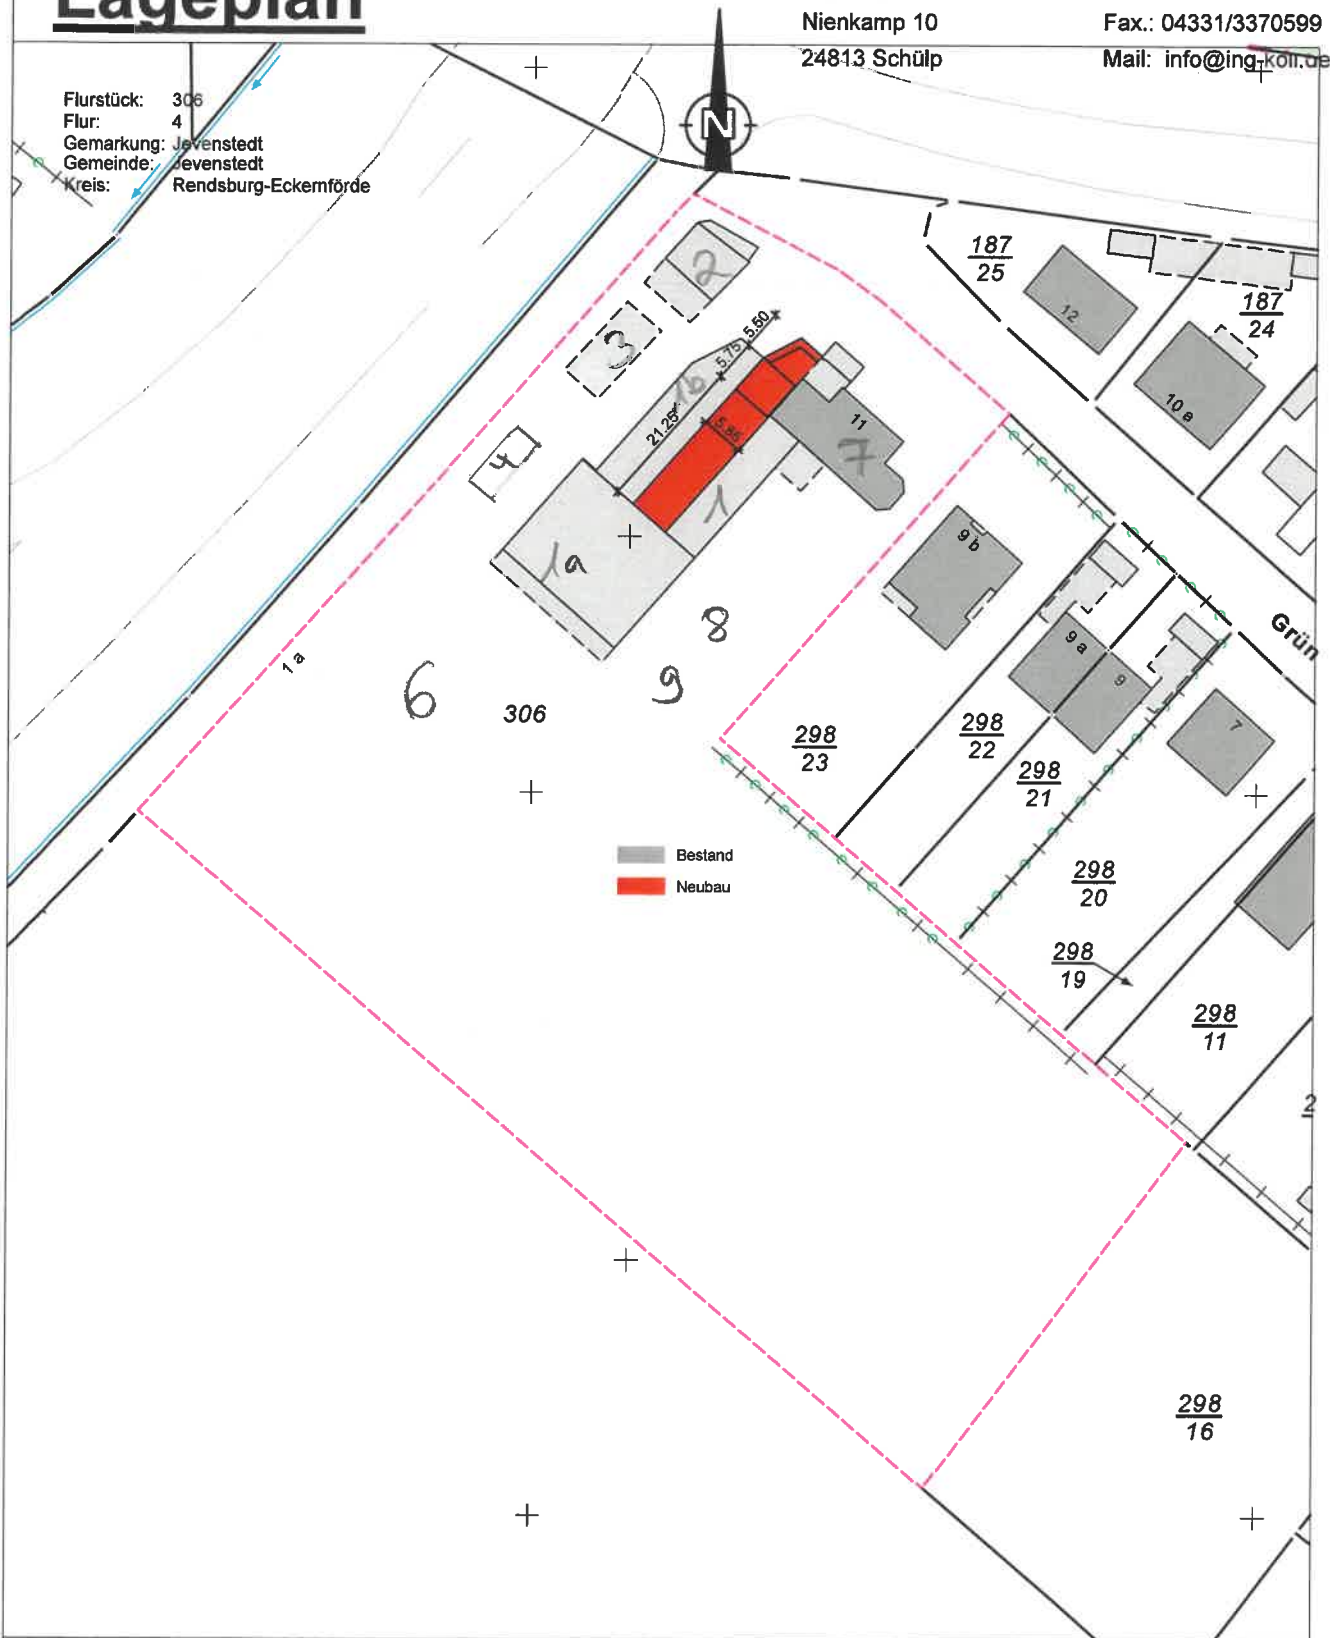 Lageplan
Nienkamp 10
Fax.: 04331/3370599
24813 Schülp
Mail: info@ing-koll.de
Flurstück: 306
Flur: 4
Gemarkung: Jevenstedt
Gemeinde: Jevenstedt
Kreis: Rendsburg-Eckernförde
N
187
25
187
24
12
10 a
2
3
4
1b
5.50
5.75
21.25
5.86
11
7
1
1a
9 b
9 a
9
7
Grün
8
9
6
1 a
306
298
23
298
22
298
21
298
20
298
19
298
11
2
298
16
Bestand
Neubau